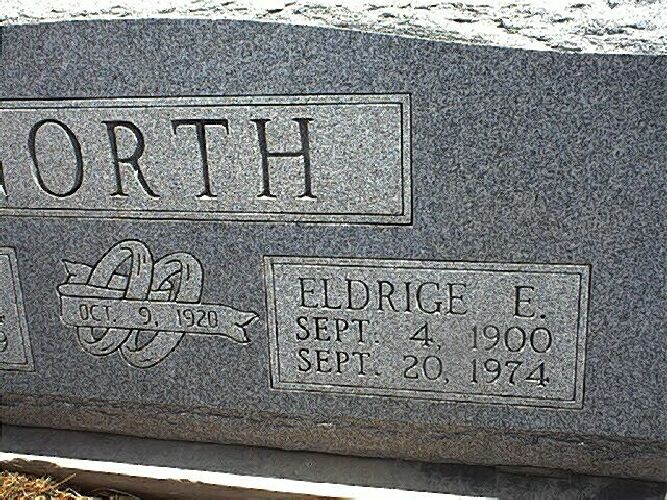 ORTH
OCT. 9, 1920
ELDRIGE E.
SEPT. 4, 1900
SEPT. 20, 1974